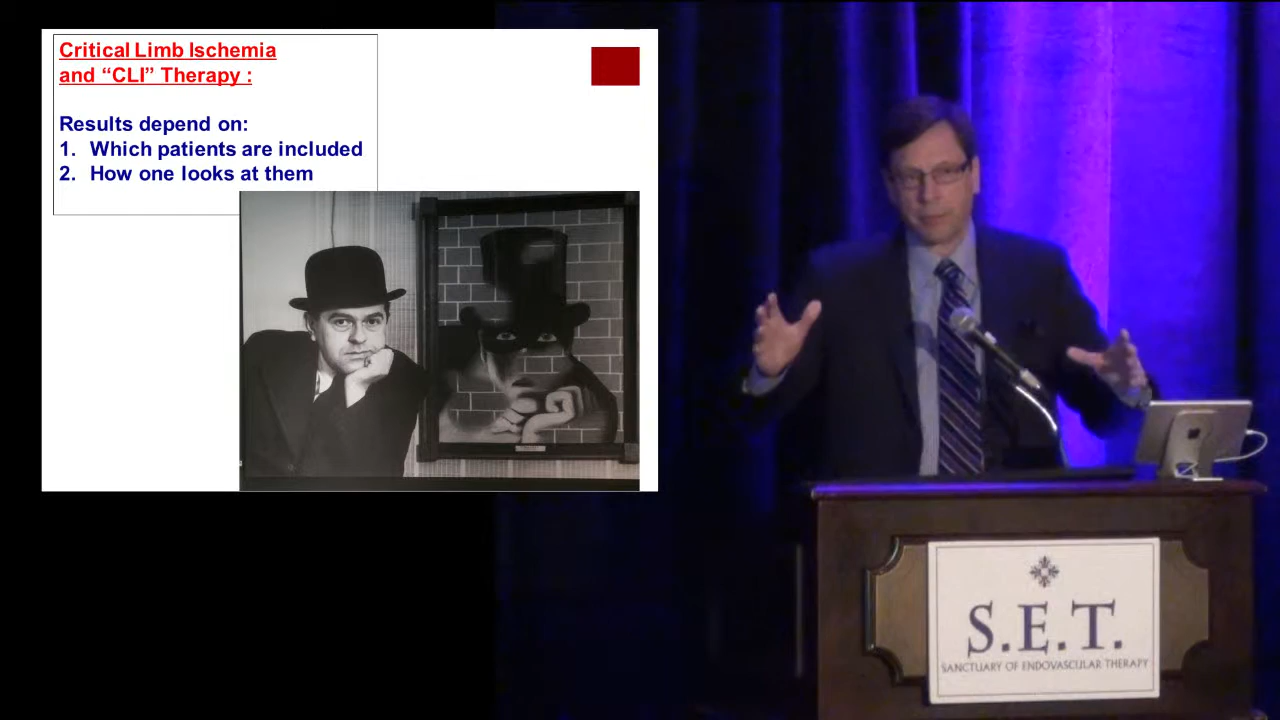 Critical Limb Ischemia
and “CLI” Therapy :
Results depend on:
1. Which patients are included
2. How one looks at them
S.E.T.
SANCTUARY OF ENDOVASCULAR THERAPY